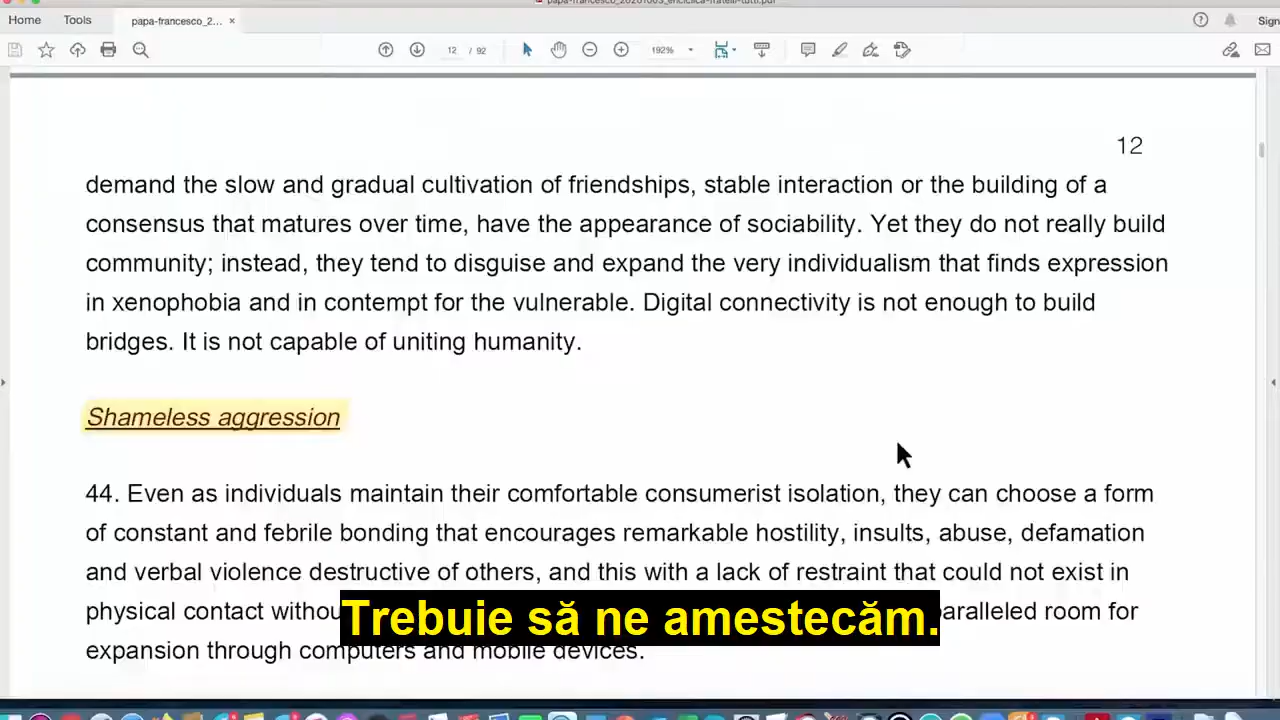 papa-francesco_20201003_enciclica-fratelli-tutti.pdf
Home Tools papa-francesco_2... × Sign
12 / 92 192%
12
demand the slow and gradual cultivation of friendships, stable interaction or the building of a
consensus that matures over time, have the appearance of sociability. Yet they do not really build
community; instead, they tend to disguise and expand the very individualism that finds expression
in xenophobia and in contempt for the vulnerable. Digital connectivity is not enough to build
bridges. It is not capable of uniting humanity.
Shameless aggression
44. Even as individuals maintain their comfortable consumerist isolation, they can choose a form
of constant and febrile bonding that encourages remarkable hostility, insults, abuse, defamation
and verbal violence destructive of others, and this with a lack of restraint that could not exist in
physical contact room for
Trebuie să ne amestecăm.
expansion through computers and mobile devices.